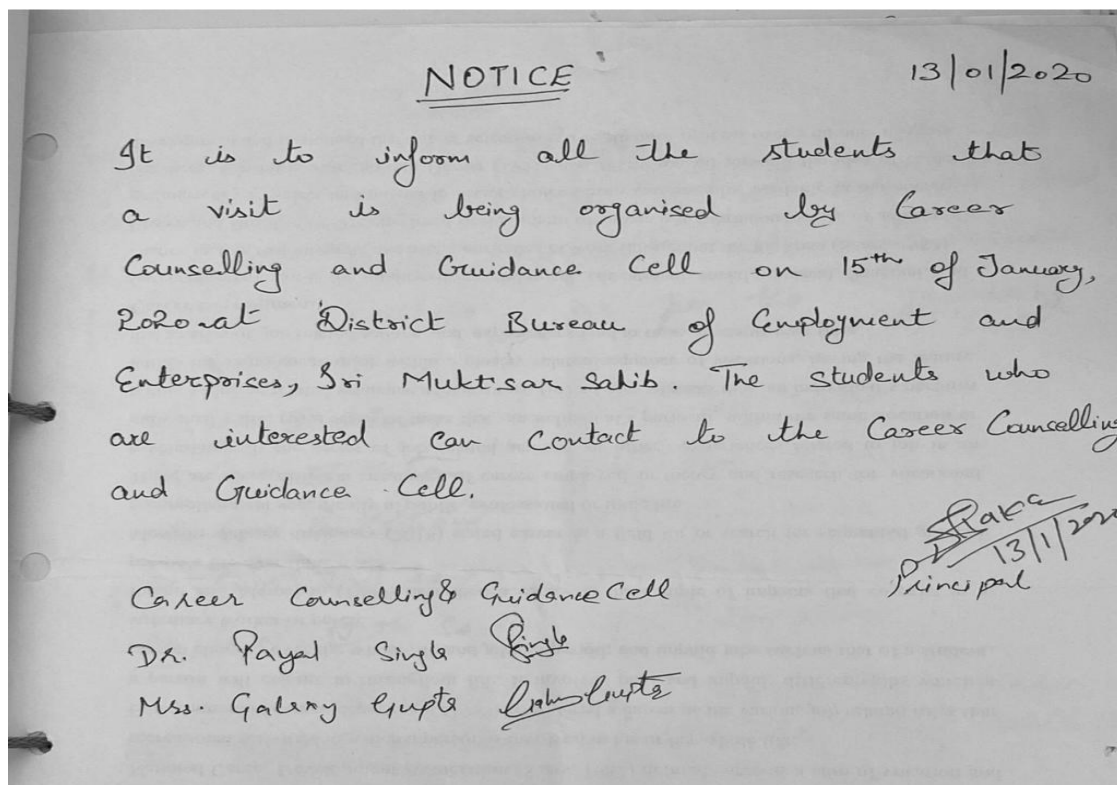 NOTICE
13/01/2020
It is to inform all the students that
a visit is being organised by Career
Counselling and Guidance Cell on 15th of January,
2020 at District Bureau of Employment and
Enterprises, Sri Muktsar Sahib The students who
are interested can contact to the Career Councelling
and Guidance Cell.
13/1/2020
Principal
Career Counselling & Guidance Cell
Dr. Payal Singla
Mrs. Galaxy Gupta